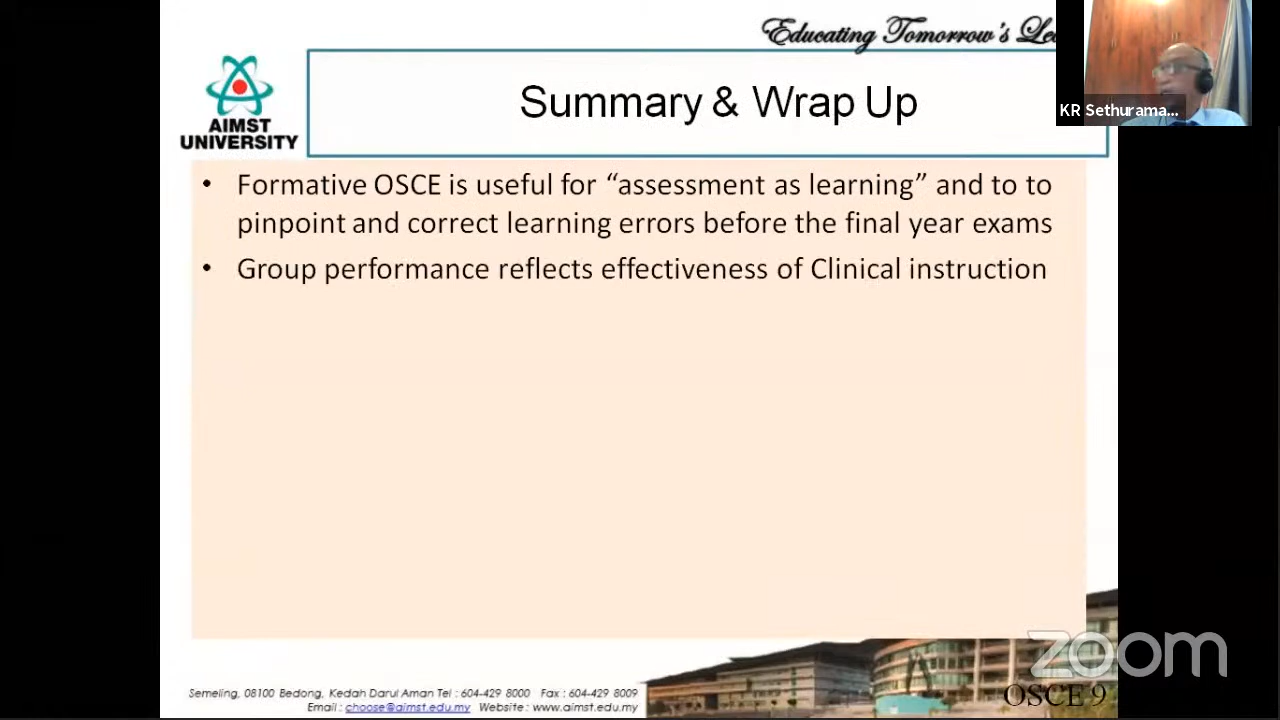 Educating Tomorrow's
KR Sethurama...
AIMST
UNIVERSITY
Summary & Wrap Up
• Formative OSCE is useful for “assessment as learning” and to to
pinpoint and correct learning errors before the final year exams
• Group performance reflects effectiveness of Clinical instruction
Semeling, 08100 Bedong, Kedah Darul Aman Tel : 604-429 8000 Fax : 604-429 8009
Email : choose@aimst.edu.my Website : www.aimst.edu.my
zoom
OSCE 9